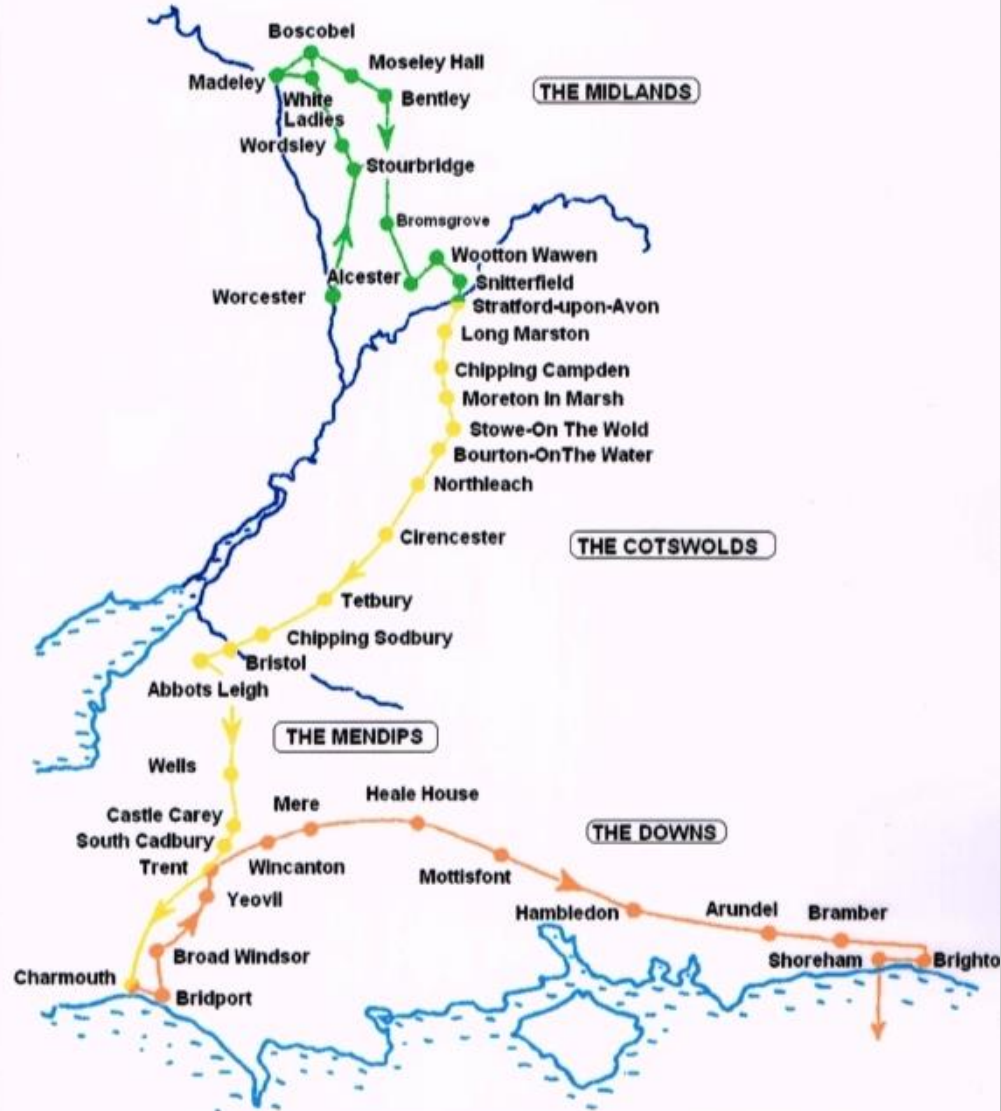 Boscobel
Moseley Hall
Madeley
THE MIDLANDS
White
Ladies
Bentley
Wordsley
Stourbridge
Bromsgrove
Wootton Wawen
Alcester
Snitterfield
Worcester
Stratford-upon-Avon
Long Marston
Chipping Campden
Moreton In Marsh
Stowe-On The Wold
Bourton-OnThe Water
Northleach
Cirencester
THE COTSWOLDS
Tetbury
Chipping Sodbury
Bristol
Abbots Leigh
THE MENDIPS
Wells
Heale House
Mere
Castle Carey
THE DOWNS
South Cadbury
Trent
Wincanton
Mottisfont
Yeovil
Hambledon
Arundel
Bramber
Broad Windsor
Shoreham
Brighto
Charmouth
Bridport